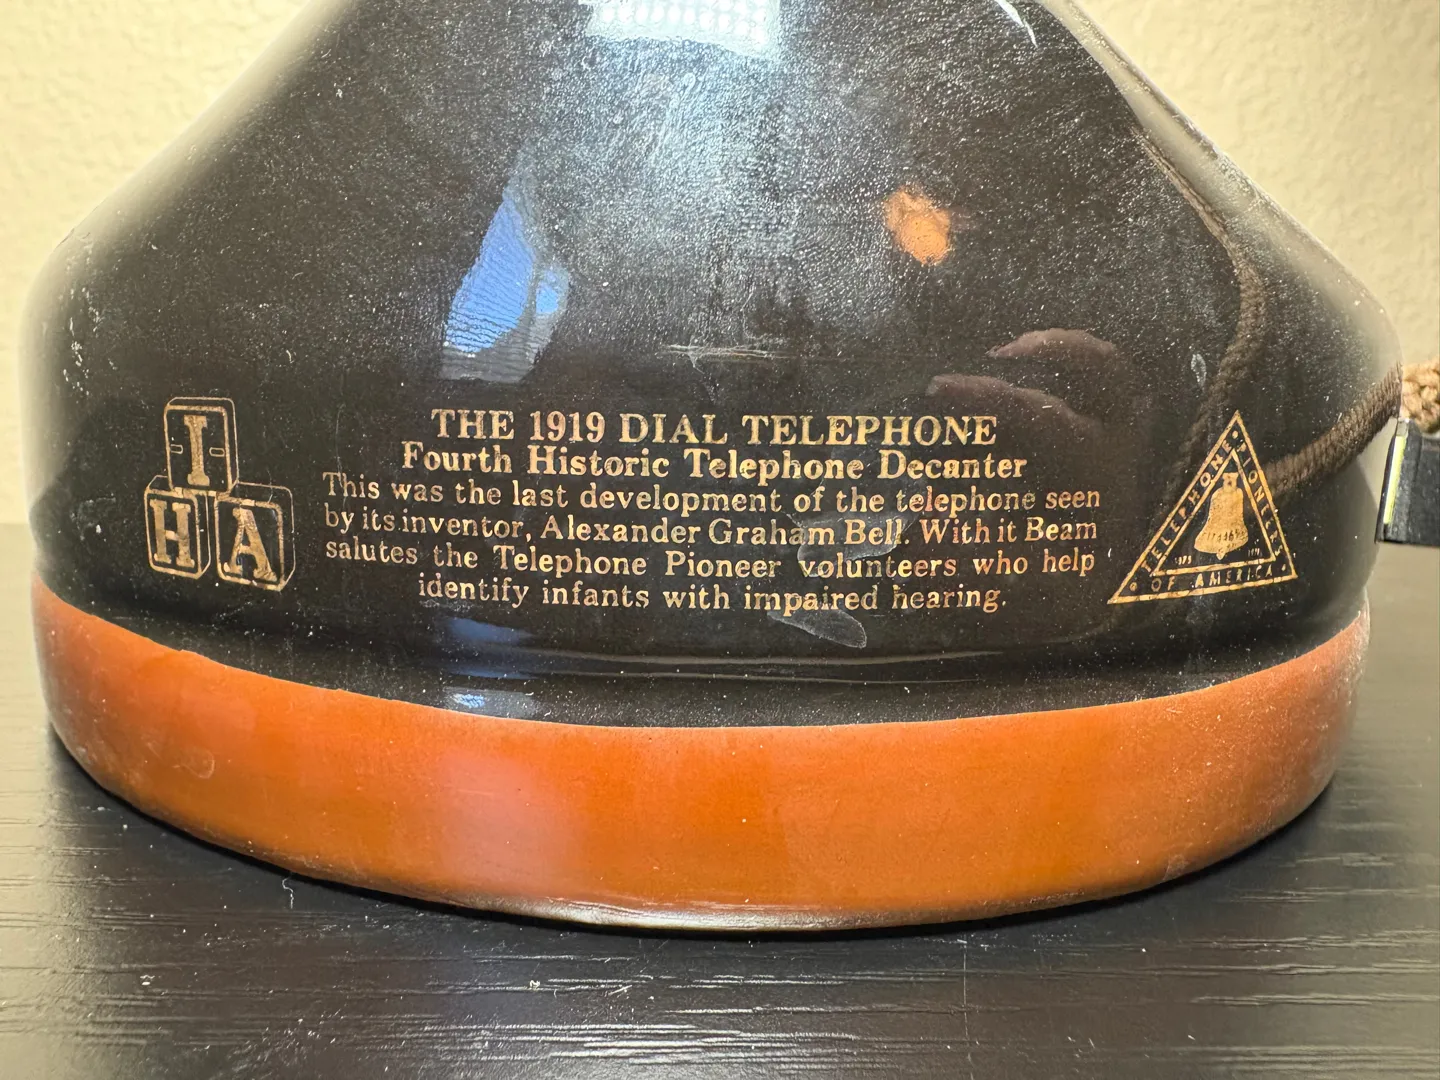 I
H A
THE 1919 DIAL TELEPHONE
Fourth Historic Telephone Decanter
This was the last development of the telephone seen
by its inventor, Alexander Graham Bell. With it Beam
salutes the Telephone Pioneer volunteers who help
identify infants with impaired hearing.
TELEPHONE PIONEERS
OF AMERICA